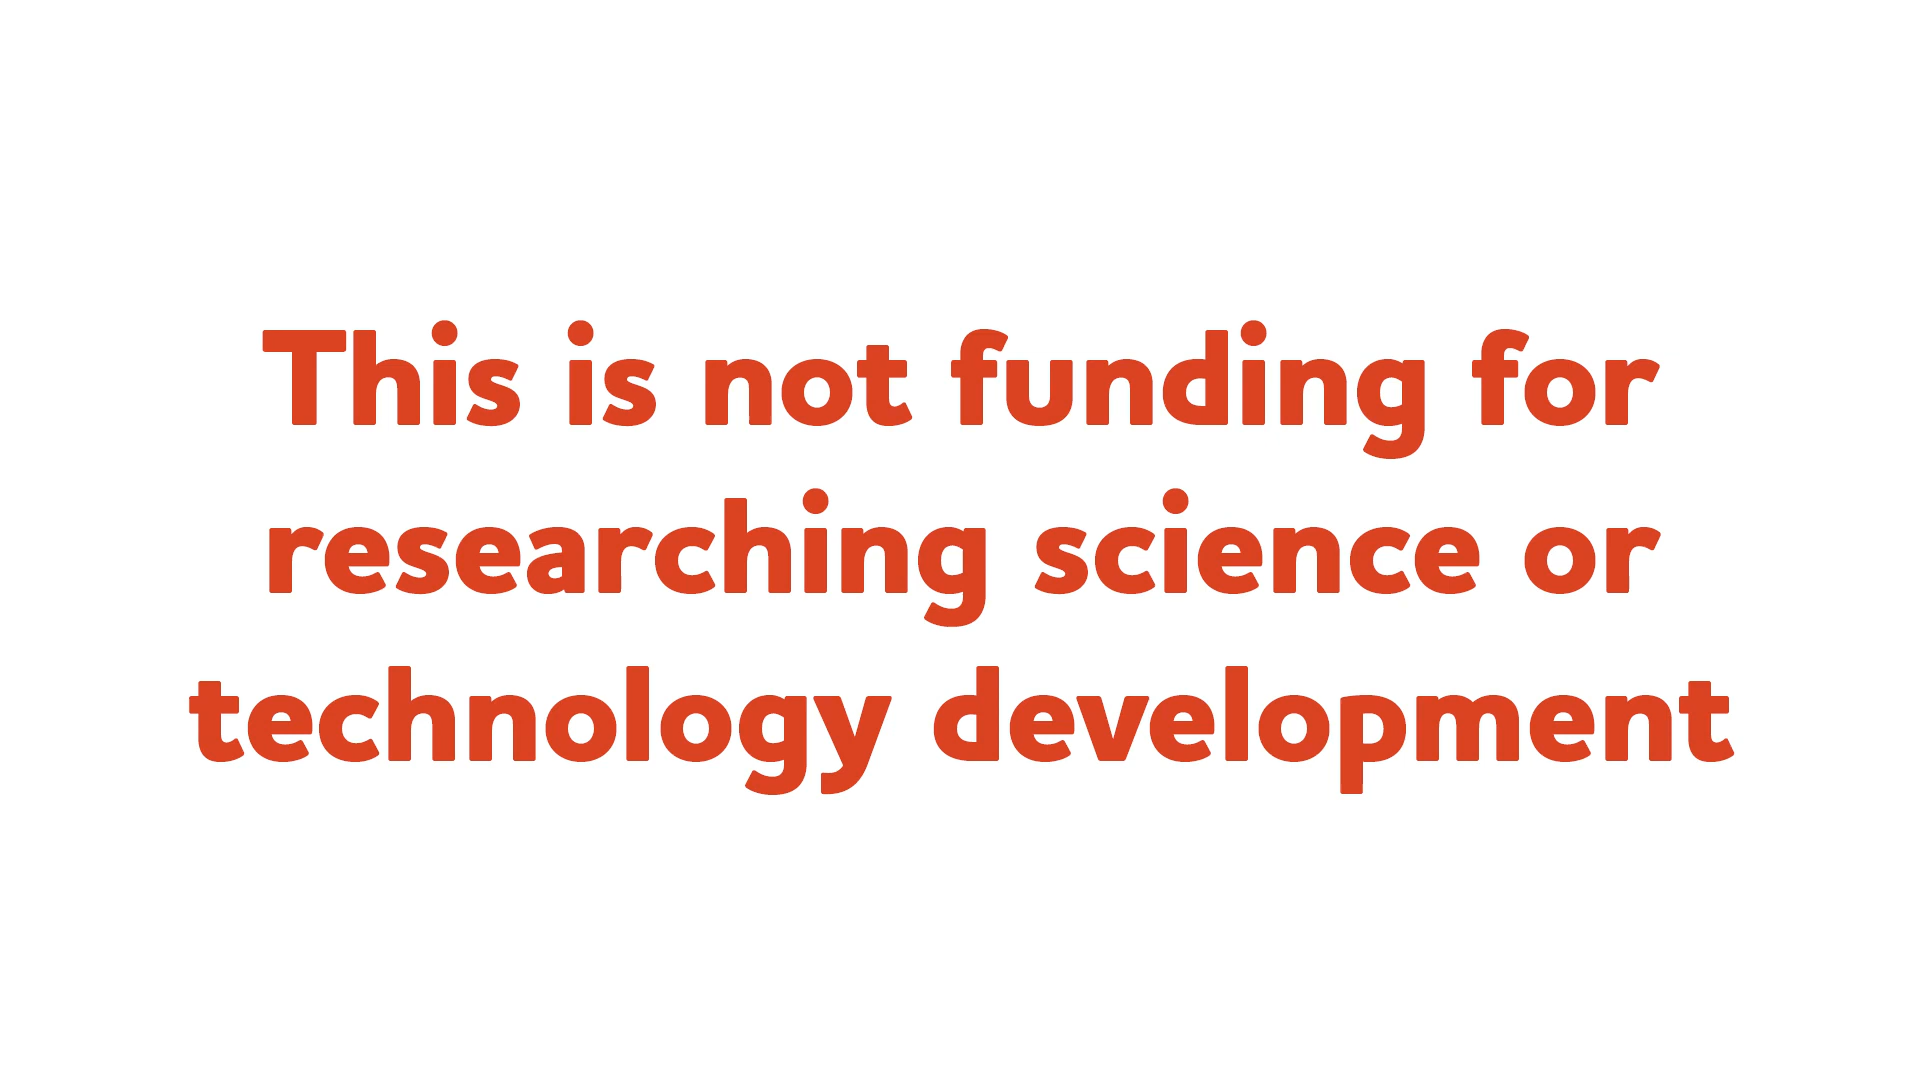 This is not funding for
researching science or
technology development